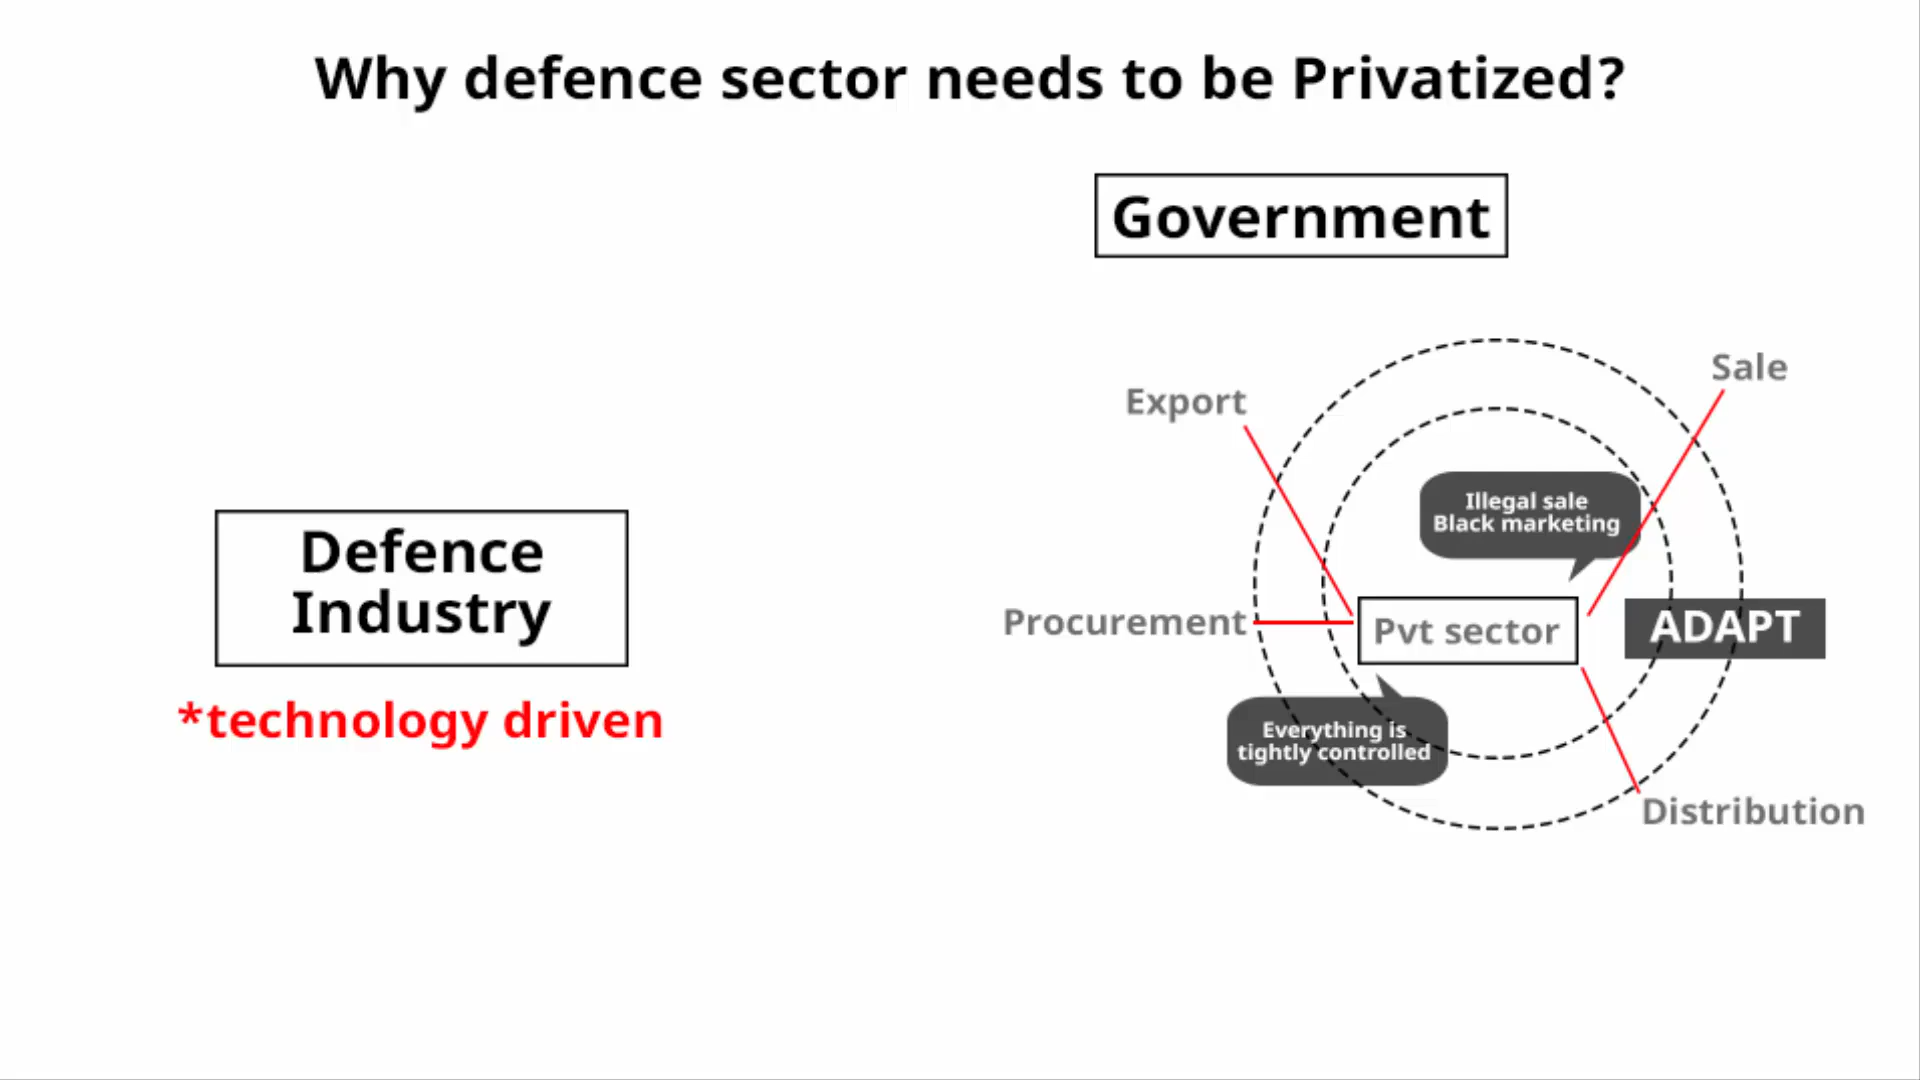 Why defence sector needs to be Privatized?
Government
Sale
Export
Illegal sale
Black marketing
Defence
Industry
*technology driven
Procurement
Pvt sector
ADAPT
Everything is
tightly controlled
Distribution